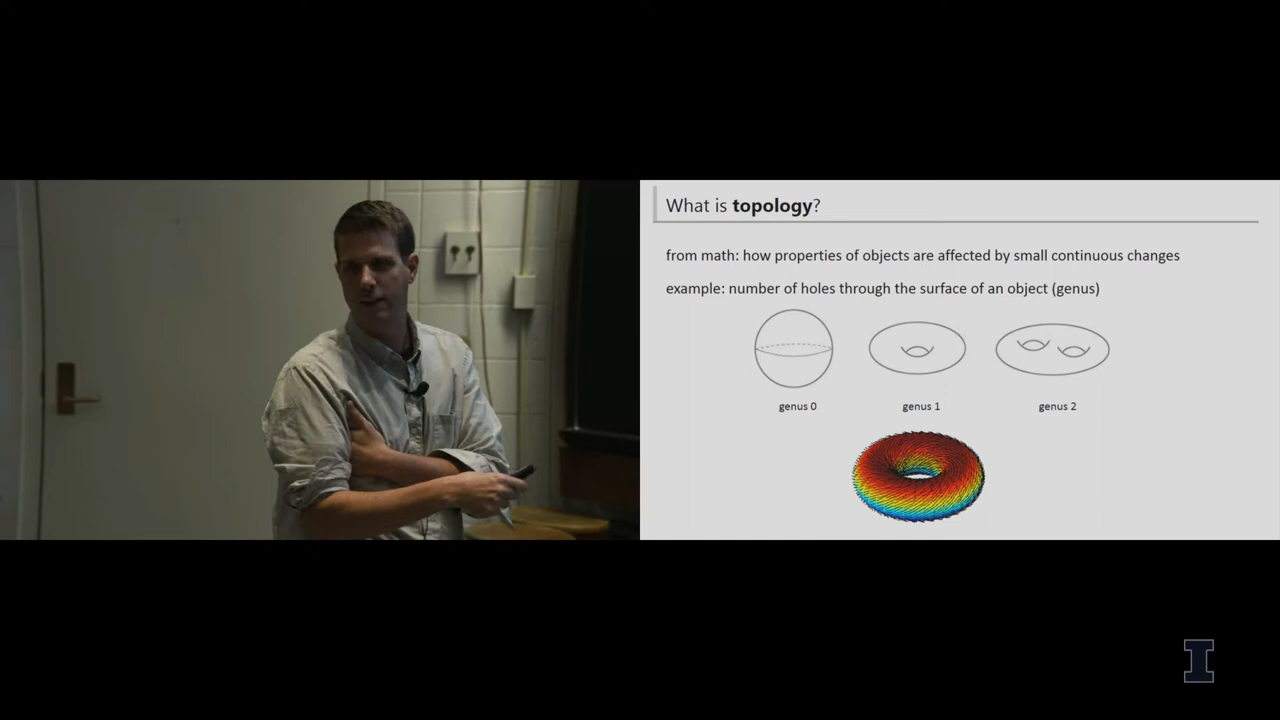 What is topology?
from math: how properties of objects are affected by small continuous changes
example: number of holes through the surface of an object (genus)
genus 0 genus 1 genus 2
I